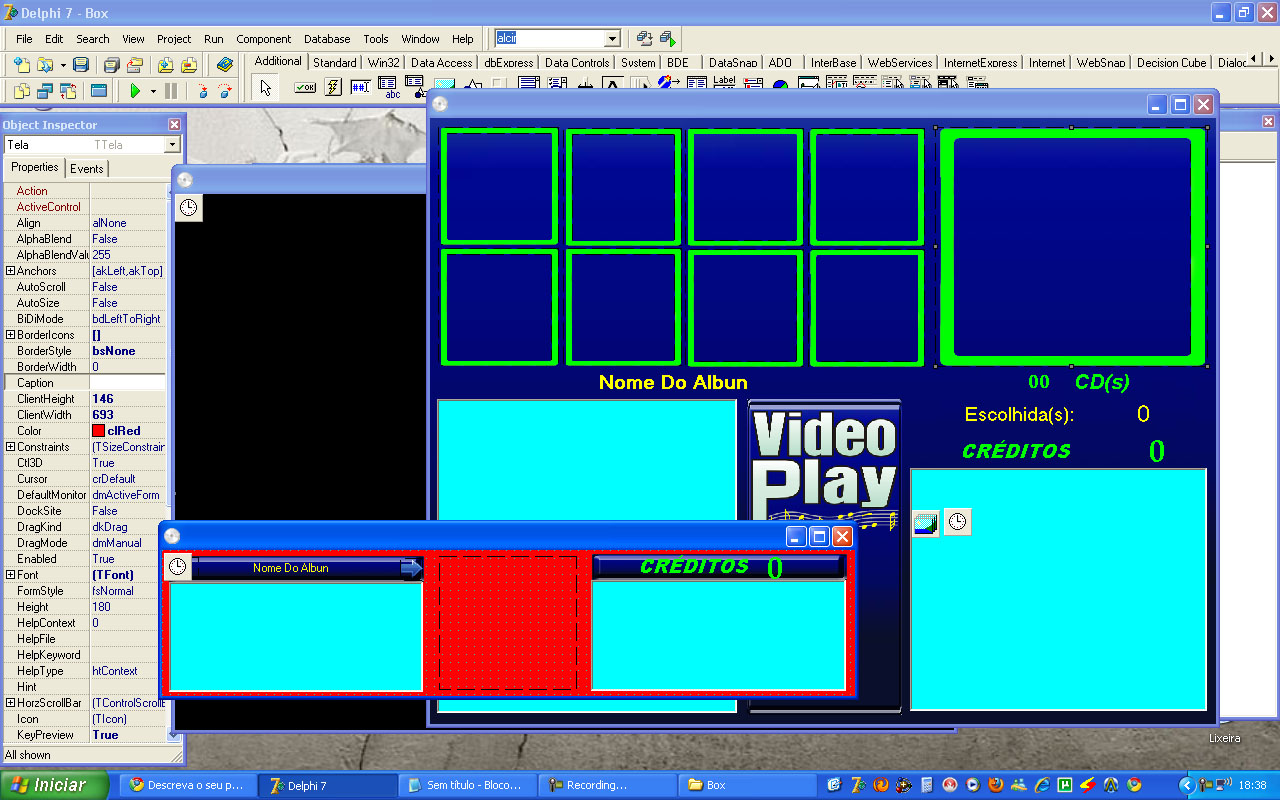 Delphi 7 - Box
File Edit Search View Project Run Component Database Tools Window Help
alcir
Additional Standard Win32 Data Access dbExpress Data Controls System BDE DataSnap ADO InterBase WebServices InternetExpress Internet WebSnap Decision Cube
OK abc Label
Object Inspector
Tela TTela
Properties Events
Action
ActiveControl
Align alNone
AlphaBlend False
AlphaBlendValu 255
Anchors [akLeft,akTop]
AutoScroll False
AutoSize False
BiDiMode bdLeftToRight
BorderIcons []
BorderStyle bsNone
BorderWidth 0
Caption
ClientHeight 146
ClientWidth 693
Color clRed
Constraints (TSizeConstrain
Ctl3D True
Cursor crDefault
DefaultMonitor dmActiveForm
DockSite False
DragKind dkDrag
DragMode dmManual
Enabled True
Font (TFont)
FormStyle fsNormal
Height 180
HelpContext 0
HelpFile
HelpKeyword
HelpType htContext
Hint
HorzScrollBar (TControlScrollB
Icon (TIcon)
KeyPreview True
All shown
Nome Do Albun
00 CD(s)
Escolhida(s): 0
CRÉDITOS 0
Video
Play
Nome Do Albun
CRÉDITOS 0
Lixeira
Iniciar
Descreva o seu p...
Delphi 7
Sem título - Bloco...
Recording...
Box
18:38